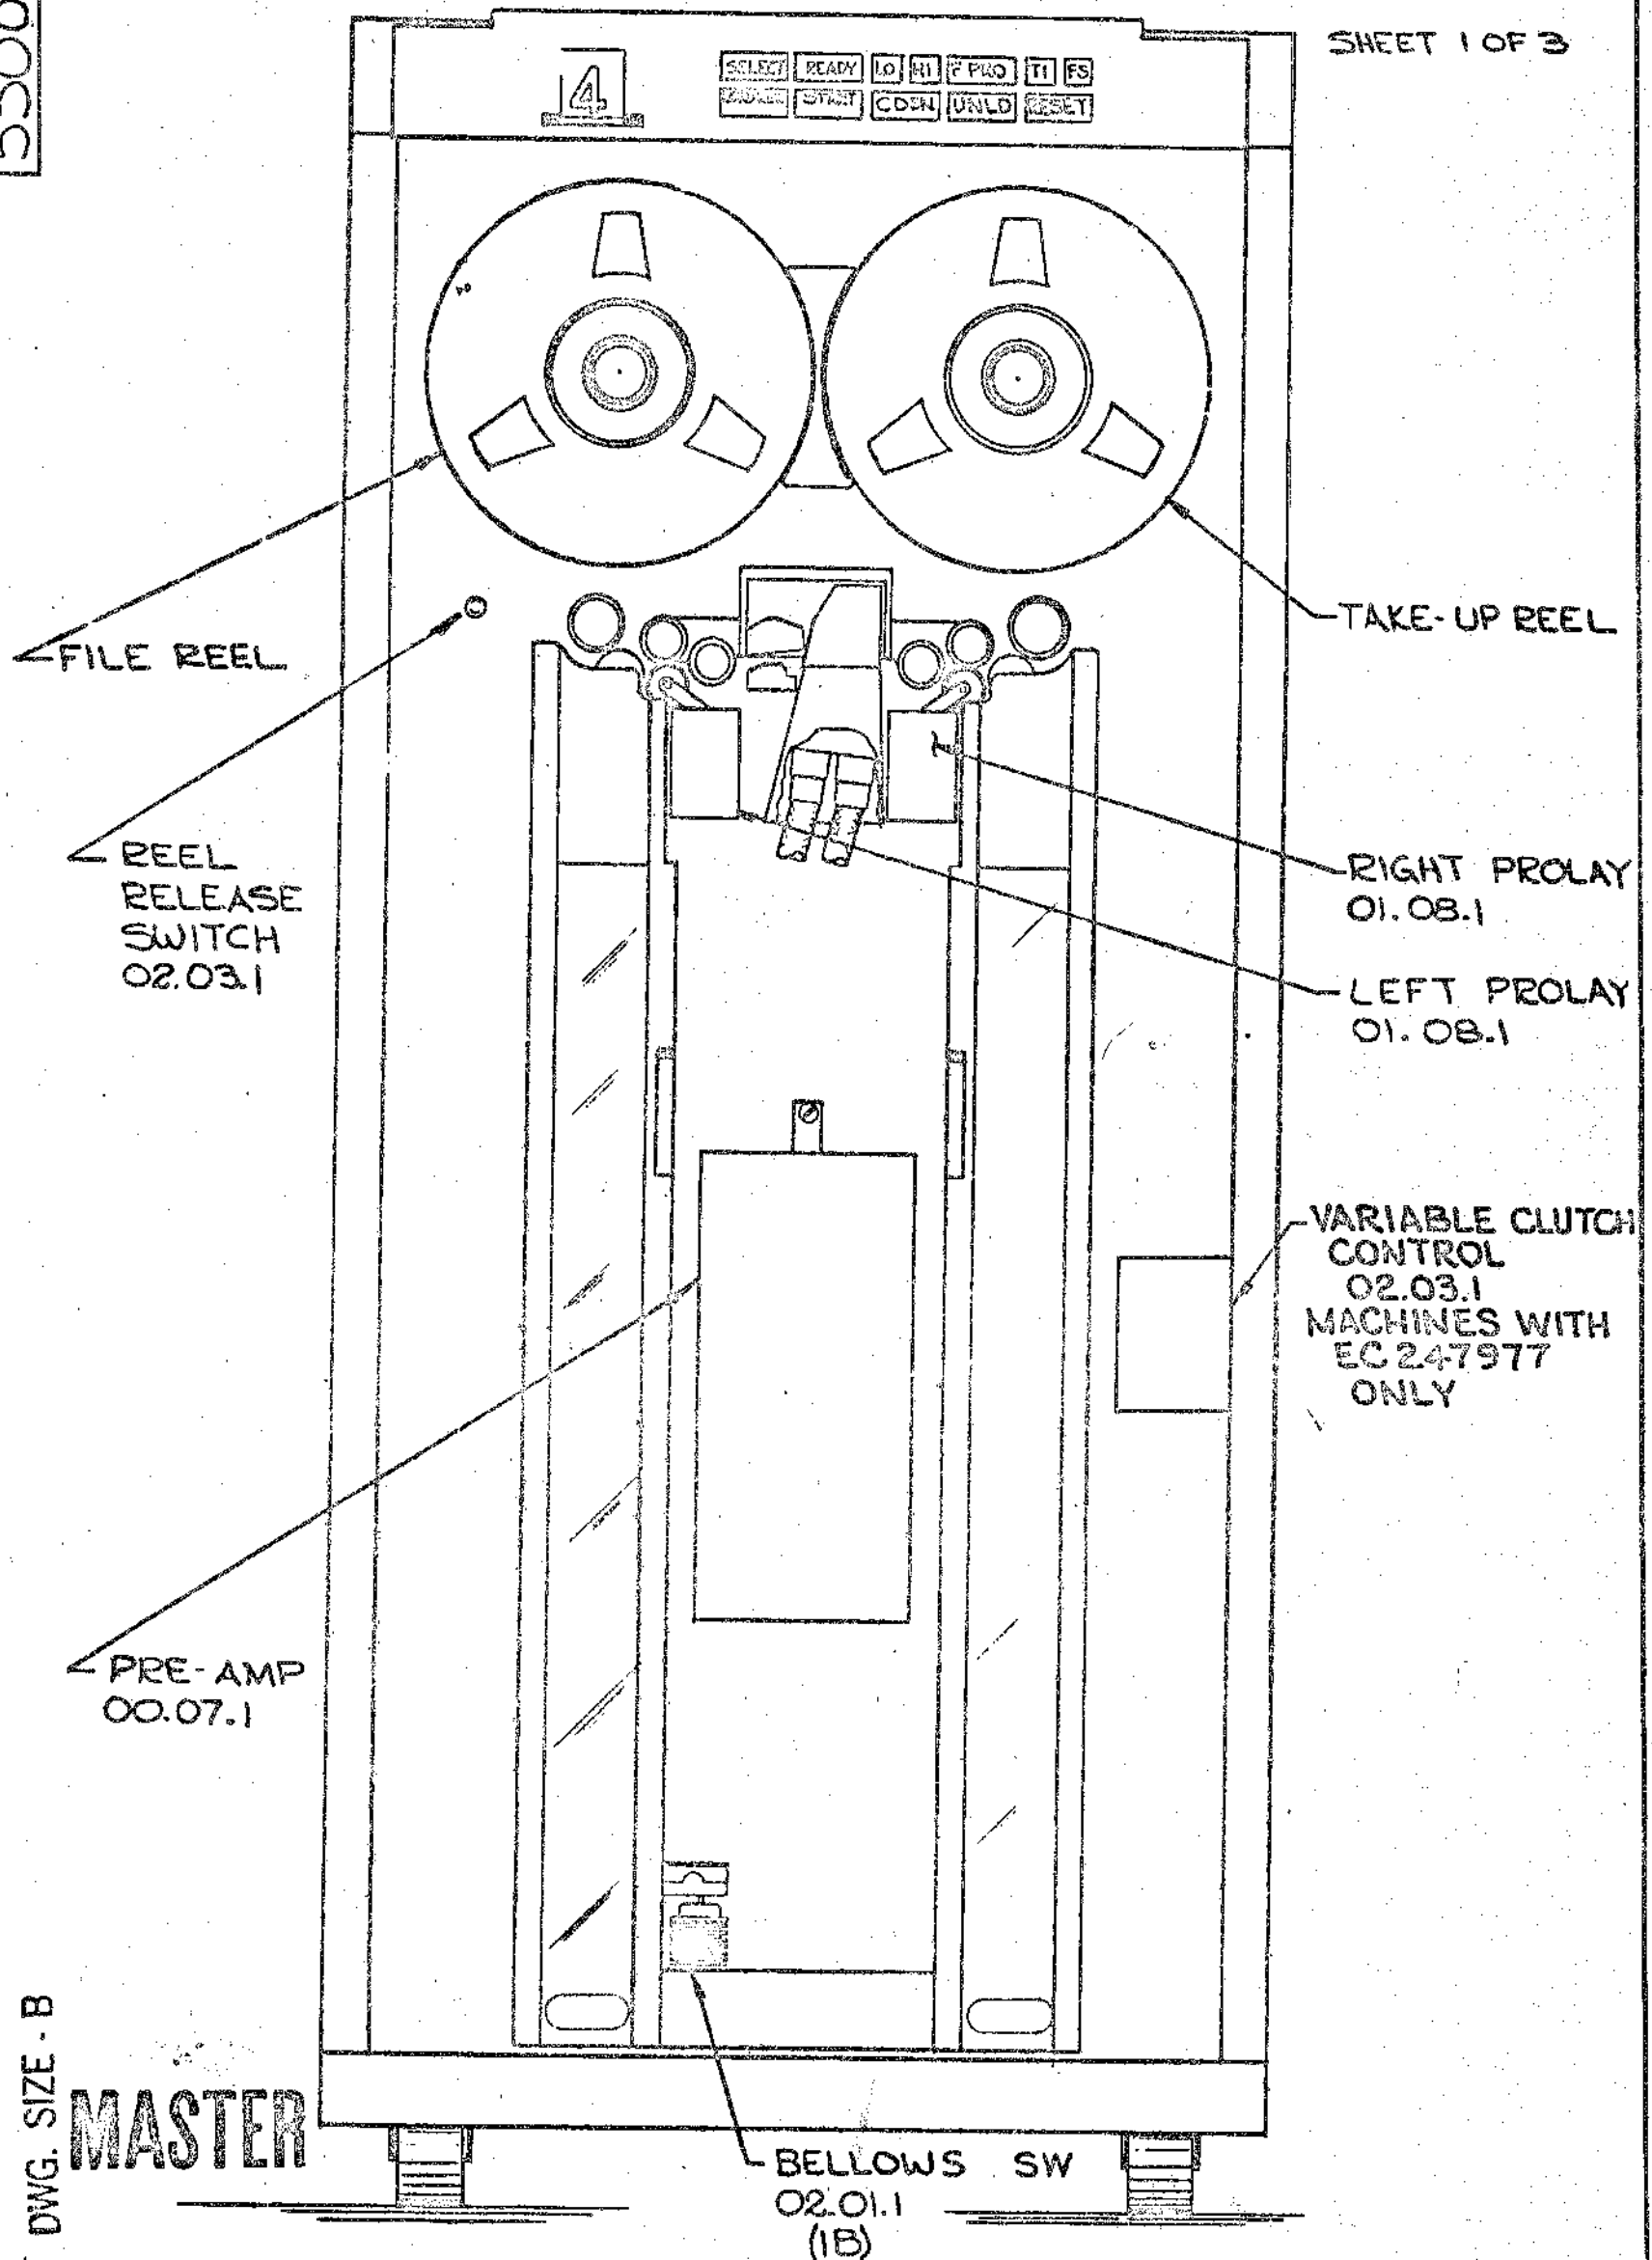 SHEET 1 OF 3
4
SELECT READY LO HI F PRO TI FS
START CDSN UNLD RESET
FILE REEL
TAKE-UP REEL
REEL
RELEASE
SWITCH
02.03.1
RIGHT PROLAY
01.08.1
LEFT PROLAY
01.08.1
VARIABLE CLUTCH
CONTROL
02.03.1
MACHINES WITH
EC 247977
ONLY
PRE-AMP
00.07.1
BELLOWS SW
02.01.1
(1B)
DWG. SIZE - B
MASTER